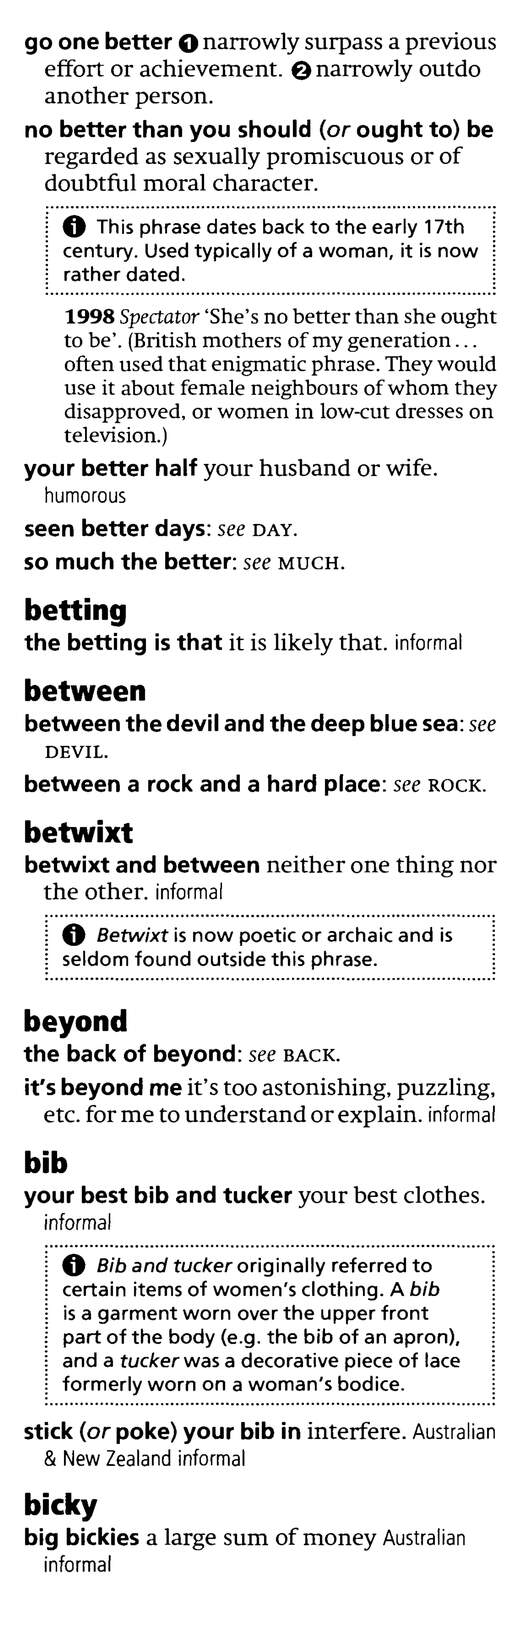 go one better ❶ narrowly surpass a previous
effort or achievement. ❷ narrowly outdo
another person.
no better than you should (or ought to) be
regarded as sexually promiscuous or of
doubtful moral character.
ℹ This phrase dates back to the early 17th
century. Used typically of a woman, it is now
rather dated.
1998 Spectator ‘She’s no better than she ought
to be’. (British mothers of my generation…
often used that enigmatic phrase. They would
use it about female neighbours of whom they
disapproved, or women in low-cut dresses on
television.)
your better half your husband or wife.
humorous
seen better days: see DAY.
so much the better: see MUCH.
betting
the betting is that it is likely that. informal
between
between the devil and the deep blue sea: see
DEVIL.
between a rock and a hard place: see ROCK.
betwixt
betwixt and between neither one thing nor
the other. informal
ℹ Betwixt is now poetic or archaic and is
seldom found outside this phrase.
beyond
the back of beyond: see BACK.
it’s beyond me it’s too astonishing, puzzling,
etc. for me to understand or explain. informal
bib
your best bib and tucker your best clothes.
informal
ℹ Bib and tucker originally referred to
certain items of women’s clothing. A bib
is a garment worn over the upper front
part of the body (e.g. the bib of an apron),
and a tucker was a decorative piece of lace
formerly worn on a woman’s bodice.
stick (or poke) your bib in interfere. Australian
& New Zealand informal
bicky
big bickies a large sum of money Australian
informal